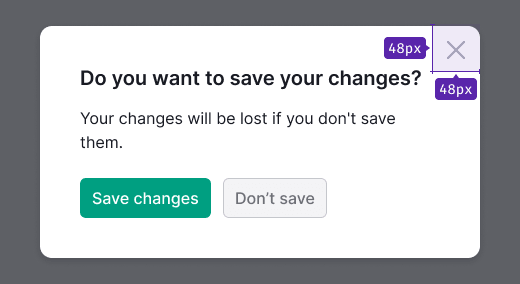 48px
48px
Do you want to save your changes?
Your changes will be lost if you don't save
them.
Save changes
Don’t save